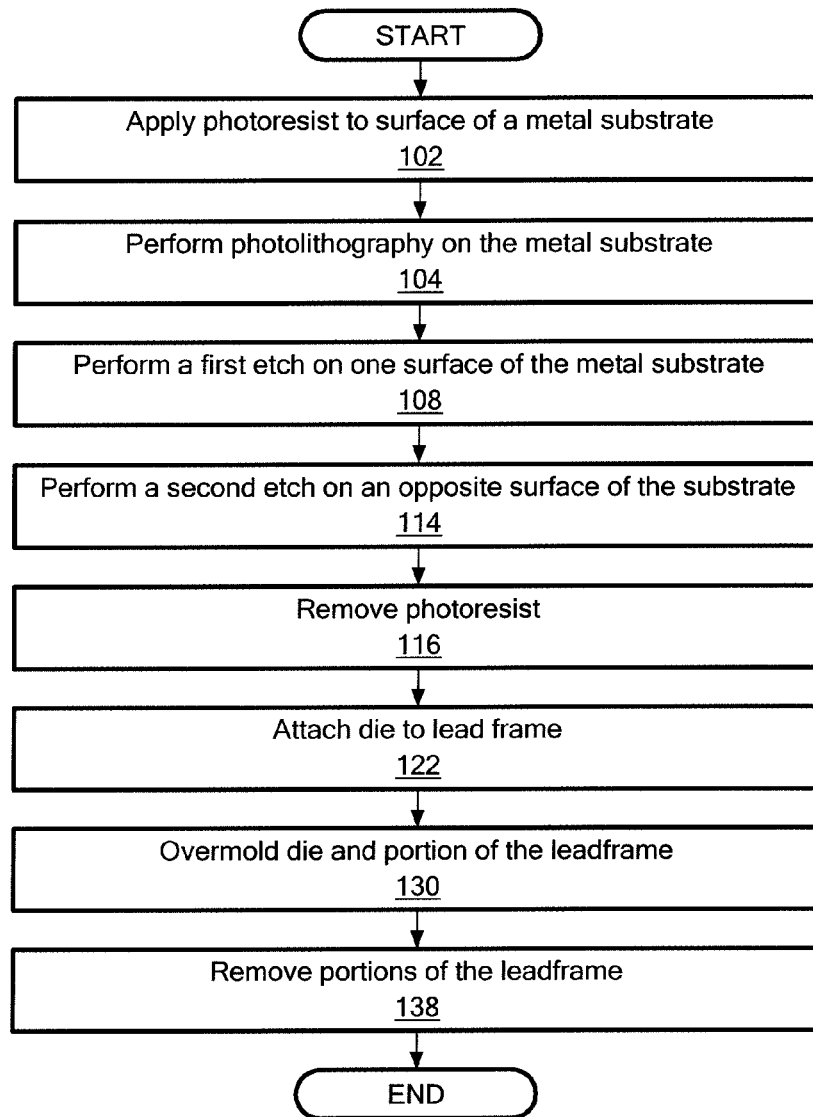 START
Apply photoresist to surface of a metal substrate
102
Perform photolithography on the metal substrate
104
Perform a first etch on one surface of the metal substrate
108
Perform a second etch on an opposite surface of the substrate
114
Remove photoresist
116
Attach die to lead frame
122
Overmold die and portion of the leadframe
130
Remove portions of the leadframe
138
END